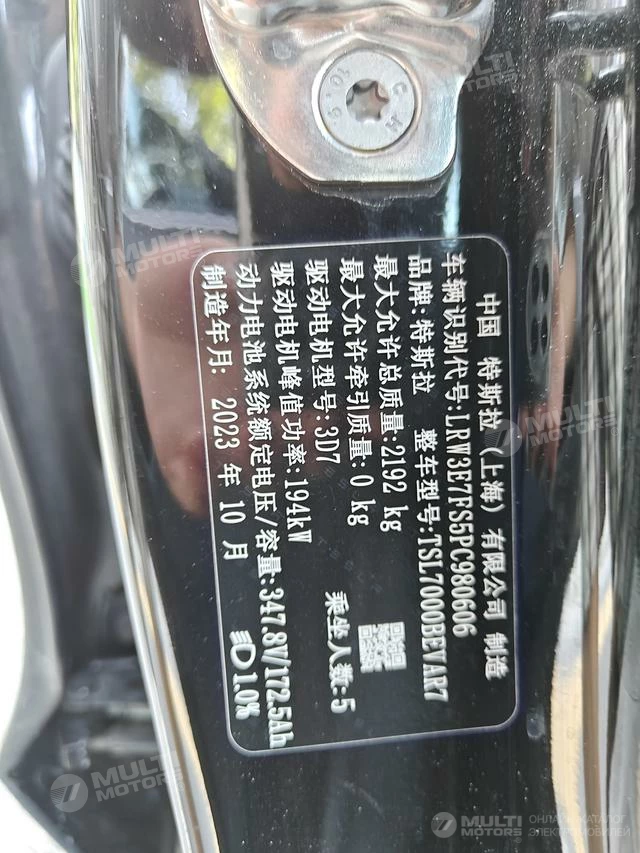 中国 特斯拉（上海）有限公司 制造
车辆识别代号:LRW3E7FS5PC980606
品牌:特斯拉 整车型号:TSL7000BEVAR7
最大允许总质量:2192 kg
最大允许牵引质量:0 kg
驱动电机型号:3D7 乘坐人数:5
驱动电机峰值功率:194kW
动力电池系统额定电压/容量:347.8V/172.5Ah
制造年月: 2023 年 10 月 1.0%
MULTI MOTORS
MULTI MOTORS
MULTI MOTORS
MULTI MOTORS
MULTI MOTORS ОНЛАЙН-КАТАЛОГ ЭЛЕКТРОМОБИЛЕЙ